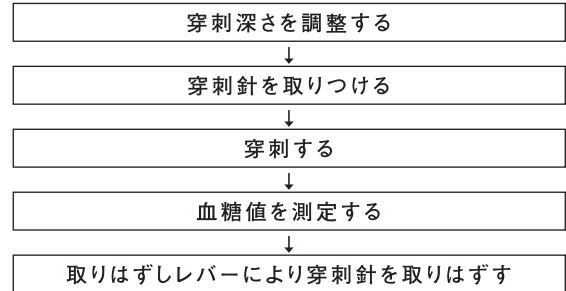 穿刺深さを調整する
↓
穿刺針を取りつける
↓
穿刺する
↓
血糖値を測定する
↓
取りはずしレバーにより穿刺針を取りはずす